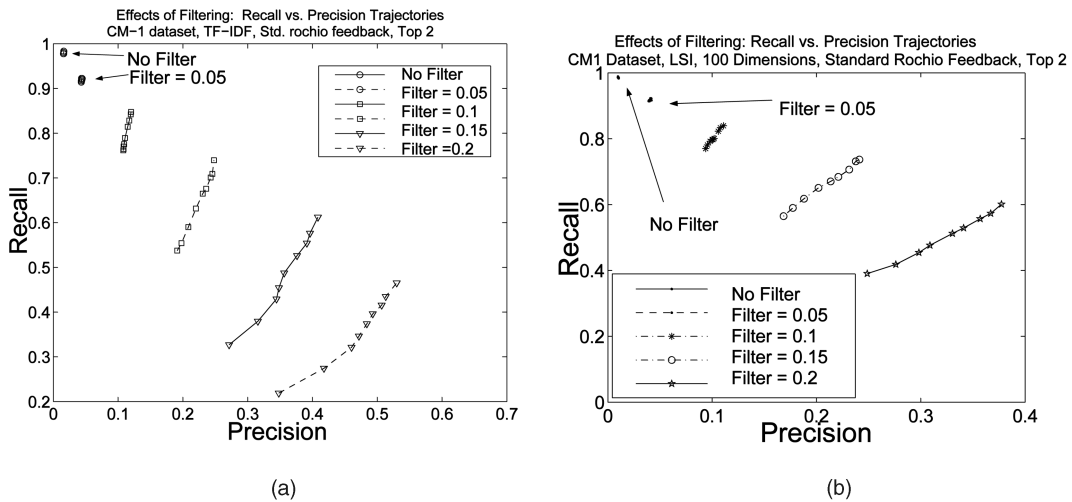 Effects of Filtering: Recall vs. Precision Trajectories
CM−1 dataset, TF−IDF, Std. rochio feedback, Top 2
1
0.9
0.8
0.7
0.6
0.5
0.4
0.3
0.2
Recall
No Filter
Filter = 0.05
No Filter
Filter = 0.05
Filter = 0.1
Filter = 0.1
Filter = 0.15
Filter =0.2
0
0.1
0.2
0.3
0.4
0.5
0.6
0.7
Precision
(a)
Effects of Filtering: Recall vs. Precision Trajectories
CM1 Dataset, LSI, 100 Dimensions, Standard Rochio Feedback, Top 2
1
0.8
0.6
0.4
0.2
0
Recall
Filter = 0.05
No Filter
No Filter
Filter = 0.05
Filter = 0.1
Filter = 0.15
Filter = 0.2
0
0.1
0.2
0.3
0.4
Precision
(b)